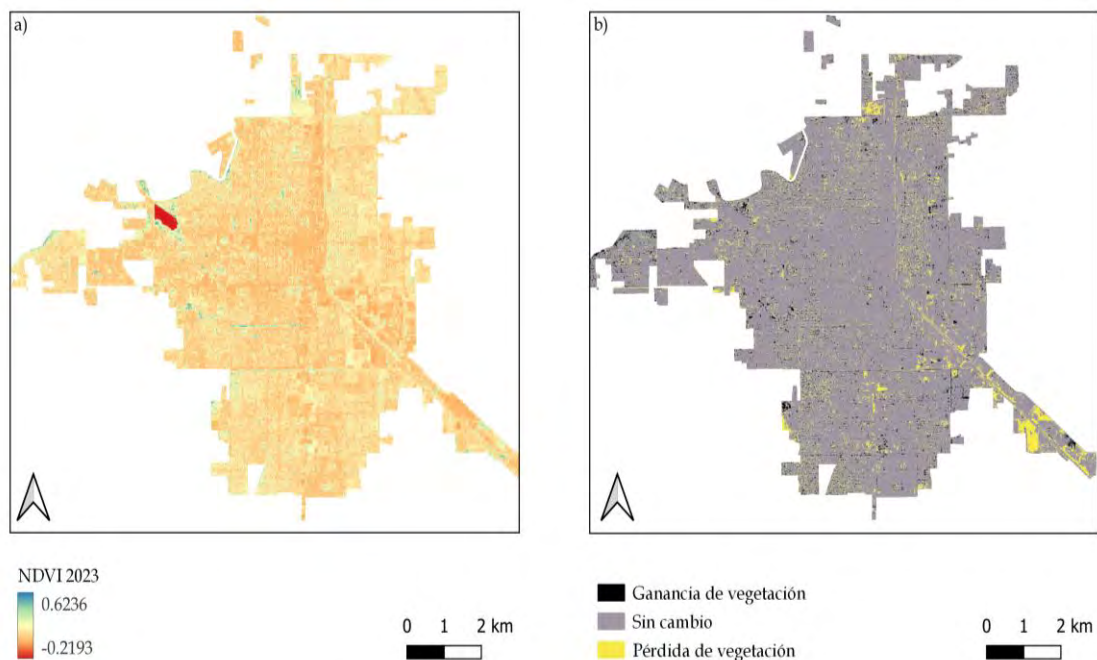 a)
b)
NDVI 2023
0.6236
-0.2193
0 1 2 km
Ganancia de vegetación
Sin cambio
Pérdida de vegetación
0 1 2 km